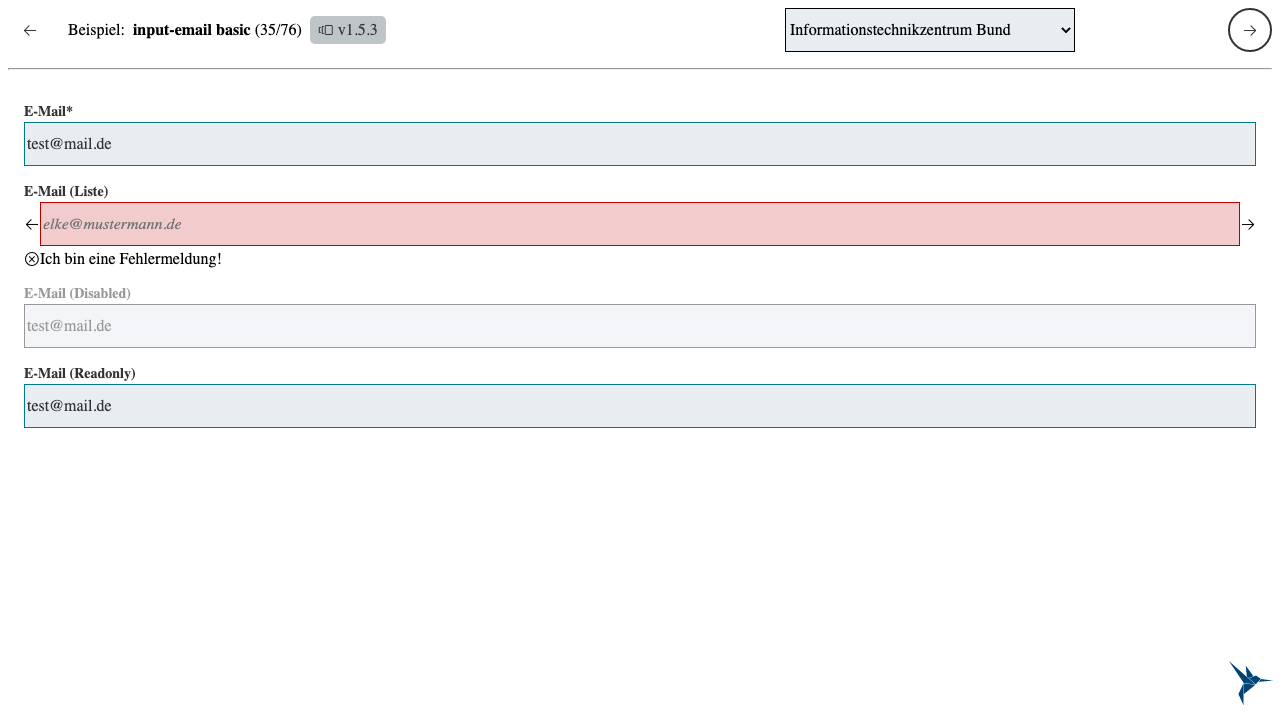 Beispiel: input-email basic (35/76) v1.5.3 Informationstechnikzentrum Bund
E-Mail*
test@mail.de
E-Mail (Liste)
elke@mustermann.de
Ich bin eine Fehlermeldung!
E-Mail (Disabled)
test@mail.de
E-Mail (Readonly)
test@mail.de